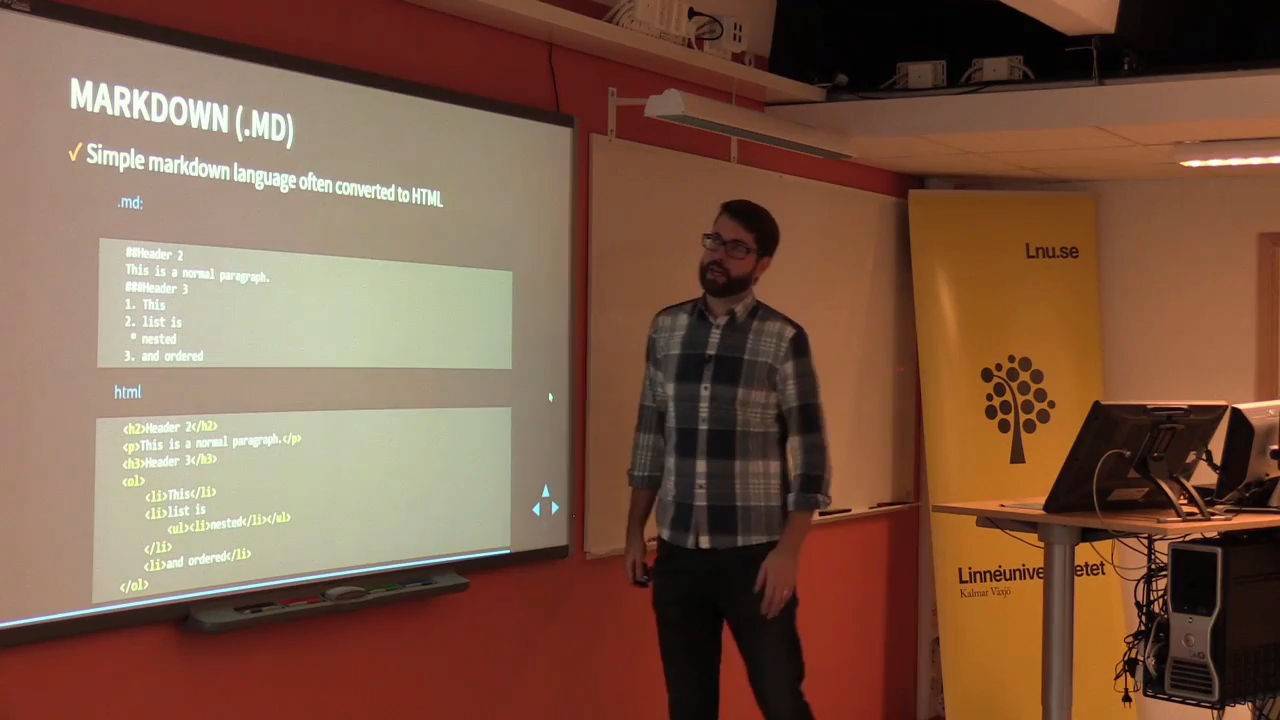 MARKDOWN (.MD)
✓ Simple markdown language often converted to HTML
.md:
##Header 2
This is a normal paragraph.
###Header 3
1. This
2. list is
* nested
3. and ordered
html
<h2>Header 2</h2>
<p>This is a normal paragraph.</p>
<h3>Header 3</h3>
<ol>
<li>This</li>
<li>list is
<ul><li>nested</li></ul>
</li>
<li>and ordered</li>
</ol>
Lnu.se
Linnéunive etet
Kalmar Växjö